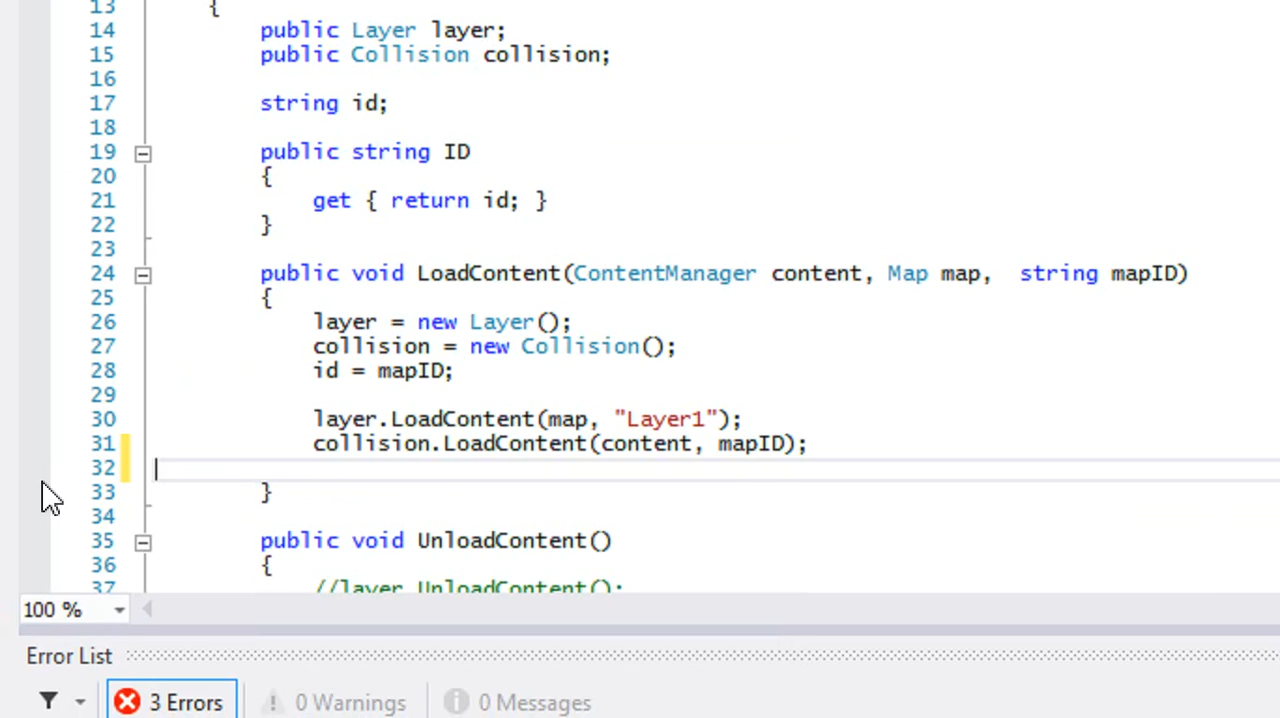 13 {
14 public Layer layer;
15 public Collision collision;
16
17 string id;
18
19 public string ID
20 {
21 get { return id; }
22 }
23
24 public void LoadContent(ContentManager content, Map map,  string mapID)
25 {
26 layer = new Layer();
27 collision = new Collision();
28 id = mapID;
29
30 layer.LoadContent(map, "Layer1");
31 collision.LoadContent(content, mapID);
32
33 }
34
35 public void UnloadContent()
36 {
37 //layer.UnloadContent();
100 %
Error List
3 Errors 0 Warnings 0 Messages